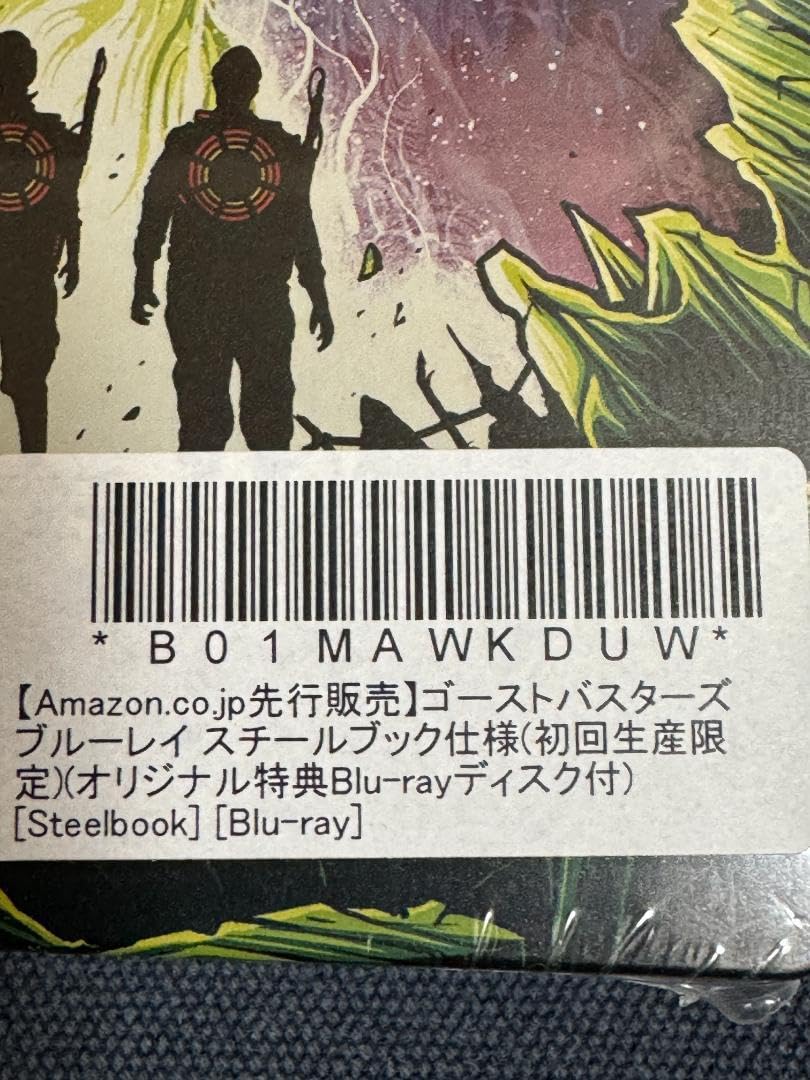 * B 0 1 M A W K D U W *
【Amazon.co.jp先行販売】ゴーストバスターズ
ブルーレイ スチールブック仕様(初回生産限
定)(オリジナル特典Blu-rayディスク付)
[Steelbook] [Blu-ray]